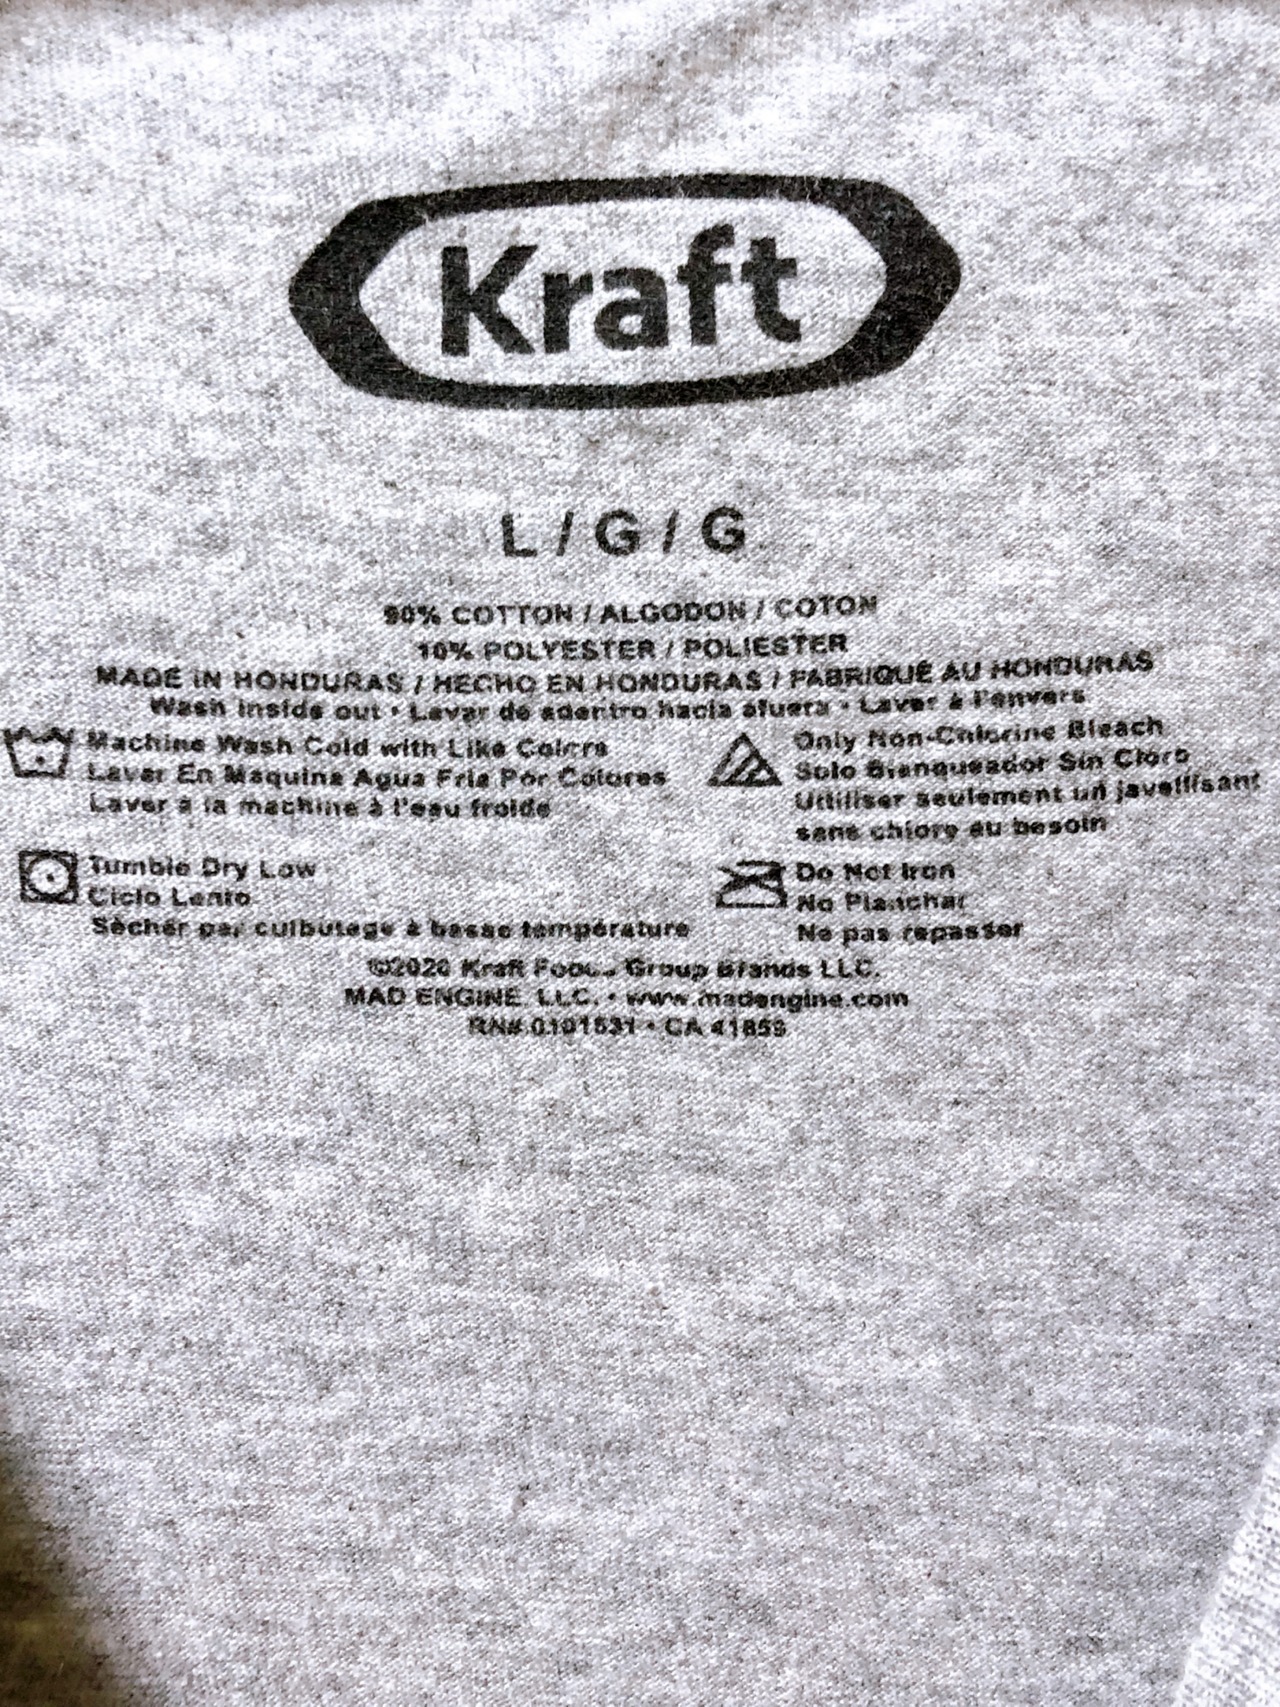 Kraft
L / G / G
90% COTTON / ALGODON / COTON
10% POLYESTER / POLIESTER
MADE IN HONDURAS / HECHO EN HONDURAS / FABRIQUÉ AU HONDURAS
Wash inside out • Lavar de adentro hacia afuera • Laver à l'envers
Machine Wash Cold with Like Colors
Lavar En Maquina Agua Fria Por Colores
Laver à la machine à l'eau froide
Only Non-Chlorine Bleach
Solo Blanqueador Sin Cloro
Utiliser seulement un javellisant
sans chlore au besoin
Tumble Dry Low
Ciclo Lento
Sècher par culbutage à basse température
Do Not Iron
No Planchar
Ne pas repasser
©2020 Kraft Foods Group Brands LLC.
MAD ENGINE, LLC. • www.madengine.com
RN# 0101531 • CA 41859